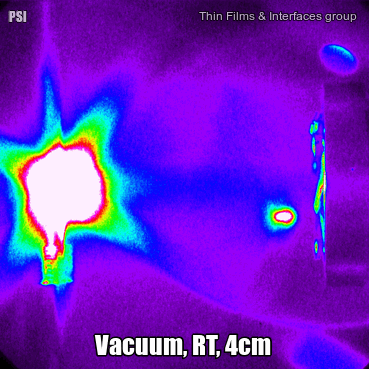 PSI
Thin Films & Interfaces group
Vacuum, RT, 4cm